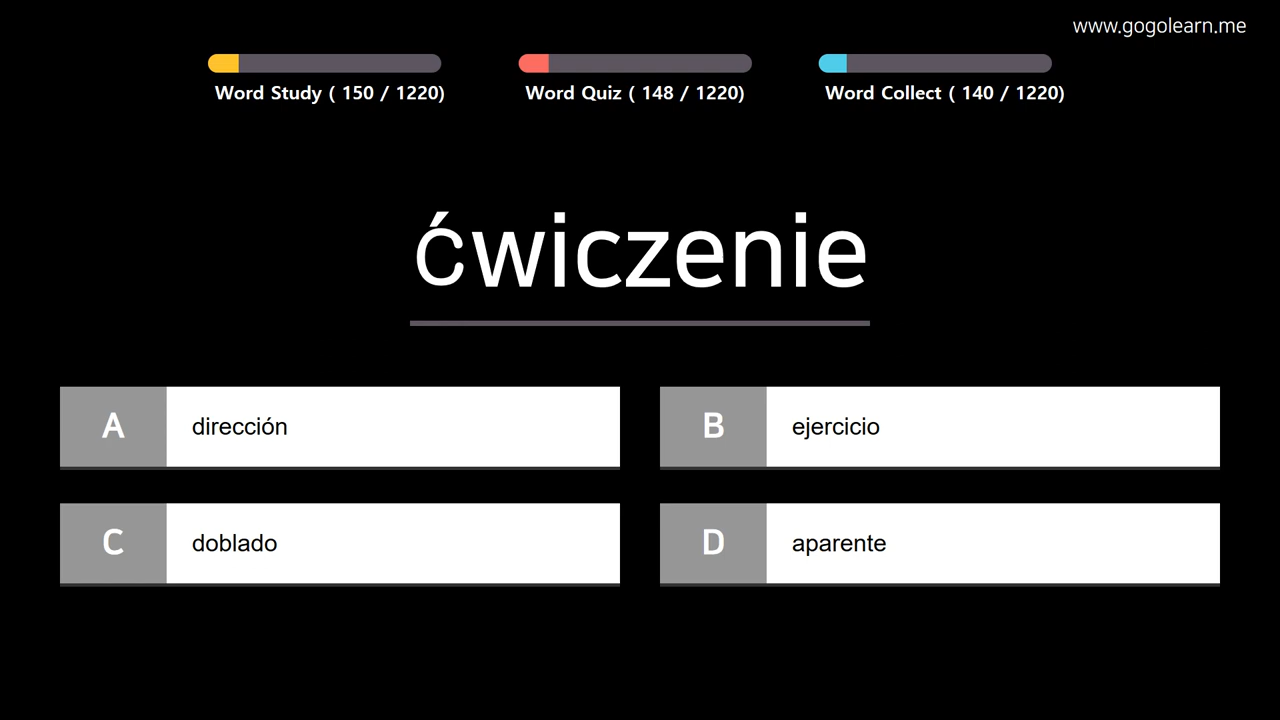 www.gogolearn.me
Word Study ( 150 / 1220)
Word Quiz ( 148 / 1220)
Word Collect ( 140 / 1220)
ćwiczenie
A dirección
B ejercicio
C doblado
D aparente